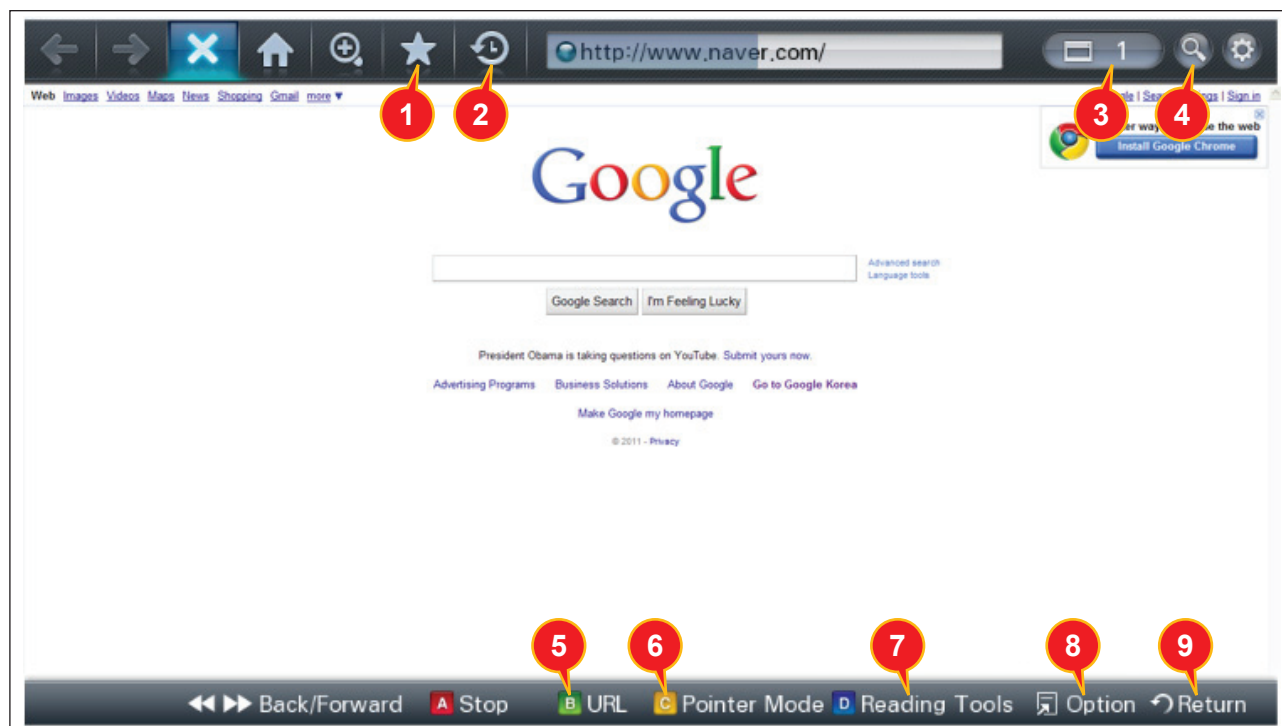 http://www.naver.com/ 1
1 2 3 4
Web Images Videos Maps News Shopping Gmail more ▼ | Sign in
the web
Install Google Chrome
Google
Advanced search
Language tools
Google Search I'm Feeling Lucky
President Obama is taking questions on YouTube. Submit yours now.
Advertising Programs Business Solutions About Google Go to Google Korea
Make Google my homepage
© 2011 - Privacy
5 6 7 8 9
Back/Forward A Stop B URL C Pointer Mode D Reading Tools Option Return